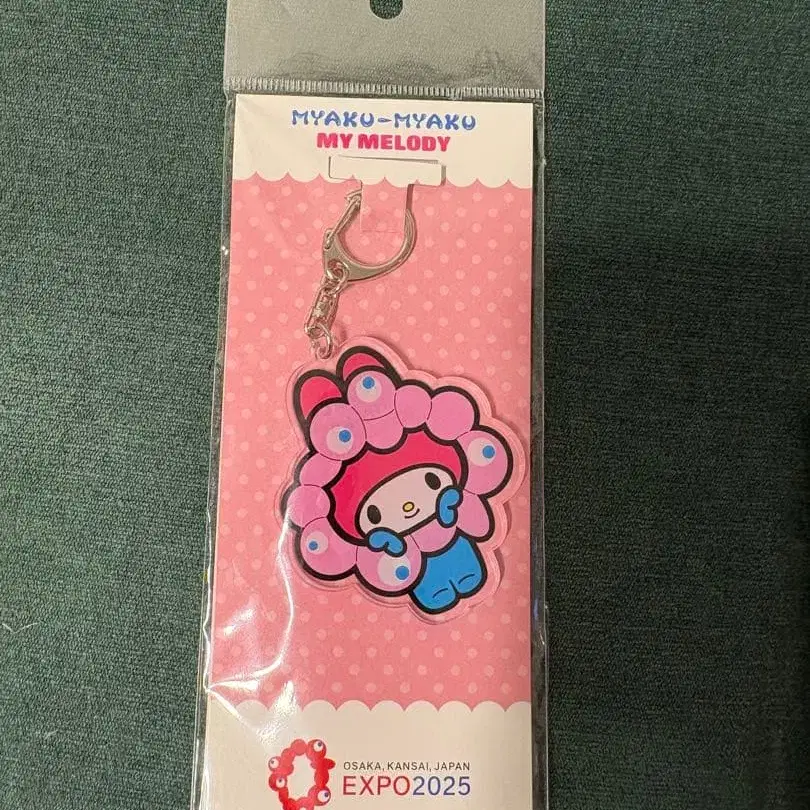 MYAKU-MYAKU
MY MELODY
OSAKA, KANSAI, JAPAN
EXPO2025